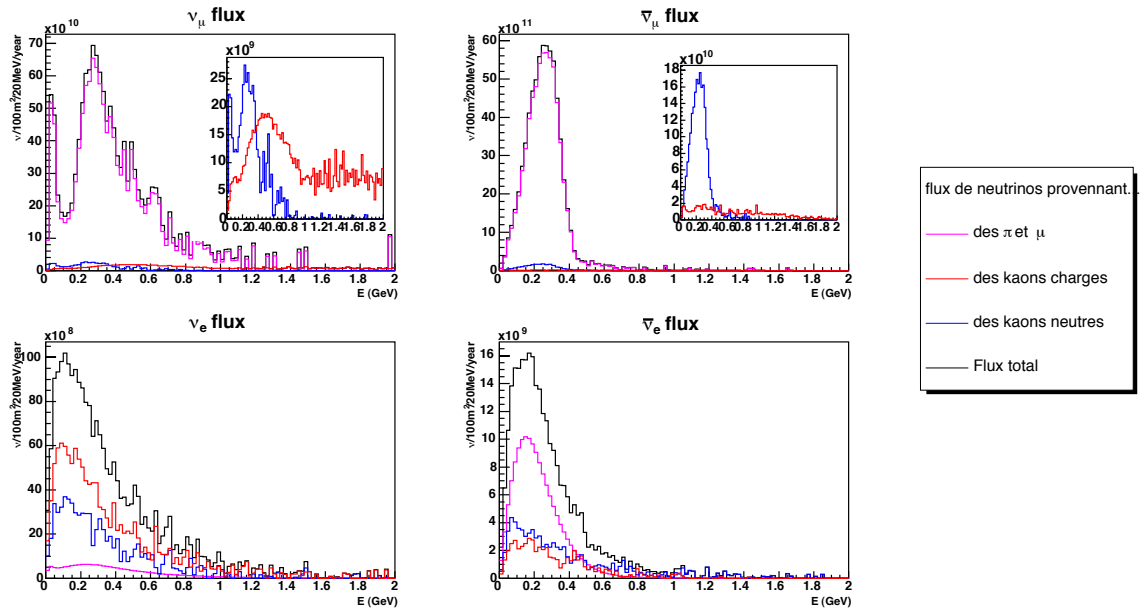 ν_μ flux
×10^10
ν/100m²/20MeV/year
70
60
50
40
30
20
10
0
0 0.2 0.4 0.6 0.8 1 1.2 1.4 1.6 1.8 2
E (GeV)
×10^9
25
20
15
10
5
0
0 0.2 0.4 0.6 0.8 1 1.2 1.4 1.6 1.8 2
ν̅_μ flux
×10^11
ν/100m²/20MeV/year
60
50
40
30
20
10
0
0 0.2 0.4 0.6 0.8 1 1.2 1.4 1.6 1.8 2
E (GeV)
×10^10
18
16
14
12
10
8
6
4
2
0
0 0.2 0.4 0.6 0.8 1 1.2 1.4 1.6 1.8 2
flux de neutrinos provennant...
des π et μ
des kaons charges
des kaons neutres
Flux total
ν_e flux
×10^8
ν/100m²/20MeV/year
100
80
60
40
20
0
0 0.2 0.4 0.6 0.8 1 1.2 1.4 1.6 1.8 2
E (GeV)
ν̅_e flux
×10^9
ν/100m²/20MeV/year
16
14
12
10
8
6
4
2
0
0 0.2 0.4 0.6 0.8 1 1.2 1.4 1.6 1.8 2
E (GeV)